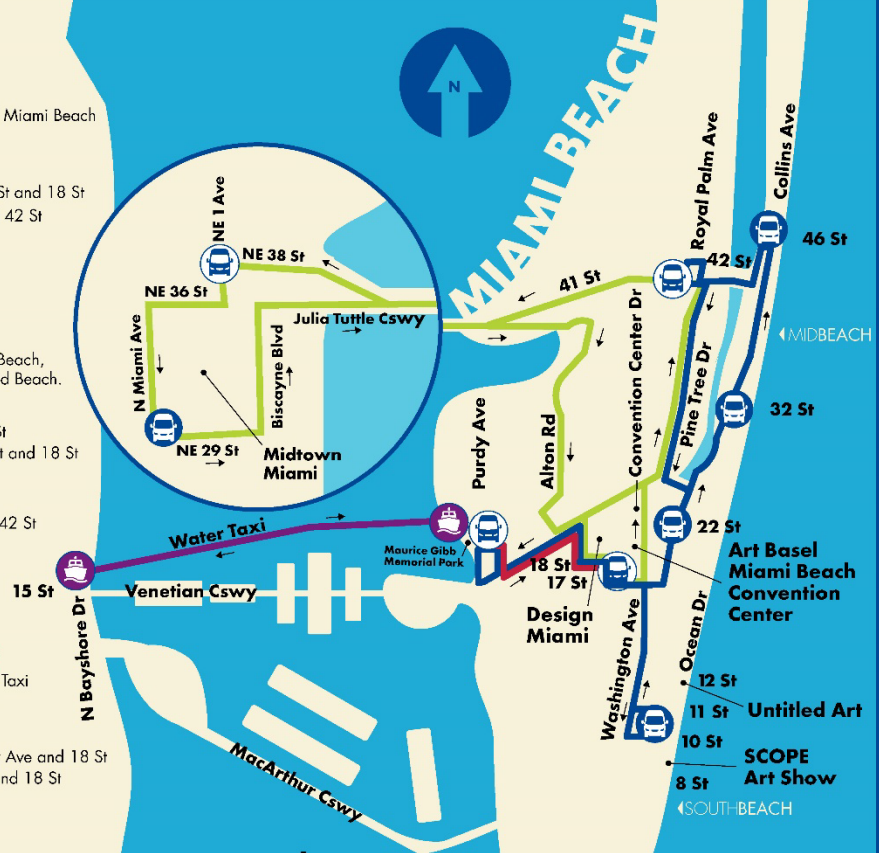 Miami Beach
St and 18 St
42 St
Beach,
d Beach.
St
t and 18 St
42 St
Taxi
Ave and 18 St
nd 18 St
N
MIAMI BEACH
NE 1 Ave
NE 38 St
NE 36 St
N Miami Ave
Biscayne Blvd
Julia Tuttle Cswy
NE 29 St
Midtown
Miami
41 St
Royal Palm Ave
42 St
Collins Ave
46 St
MIDBEACH
Convention Center Dr
Pine Tree Dr
32 St
Purdy Ave
Alton Rd
22 St
Water Taxi
Maurice Gibb
Memorial Park
18 St
17 St
15 St
Venetian Cswy
N Bayshore Dr
Design
Miami
Art Basel
Miami Beach
Convention
Center
Washington Ave
Ocean Dr
12 St
11 St
Untitled Art
10 St
SCOPE
Art Show
8 St
SOUTHBEACH
MacArthur Cswy